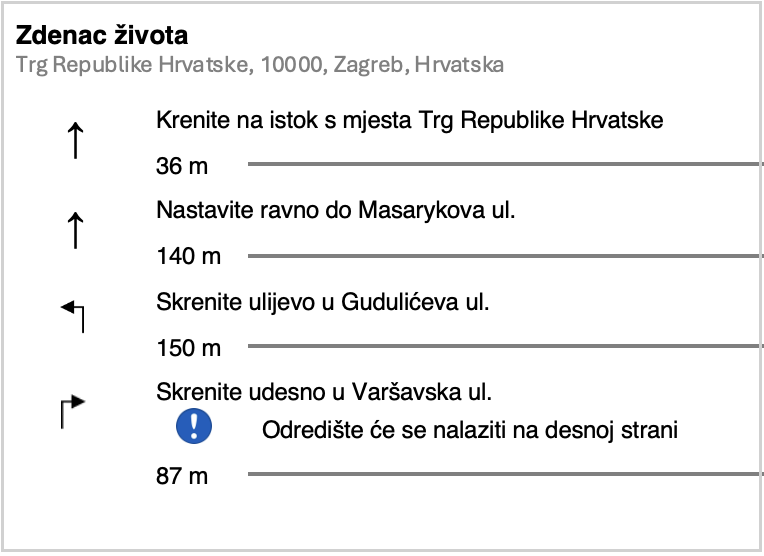 Zdenac života
Trg Republike Hrvatske, 10000, Zagreb, Hrvatska
Krenite na istok s mjesta Trg Republike Hrvatske
36 m
Nastavite ravno do Masarykova ul.
140 m
Skrenite ulijevo u Gudulićeva ul.
150 m
Skrenite udesno u Varšavska ul.
Odredište će se nalaziti na desnoj strani
87 m